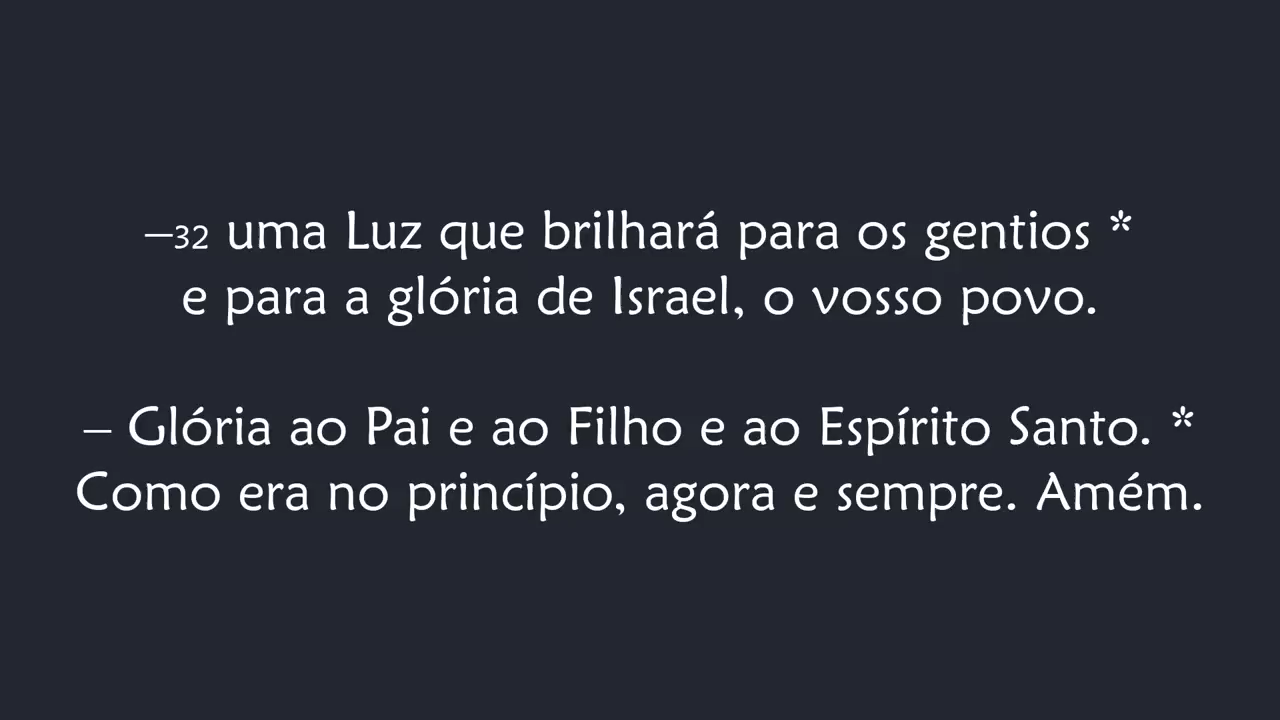 –32 uma Luz que brilhará para os gentios *
e para a glória de Israel, o vosso povo.
– Glória ao Pai e ao Filho e ao Espírito Santo. *
Como era no princípio, agora e sempre. Amém.